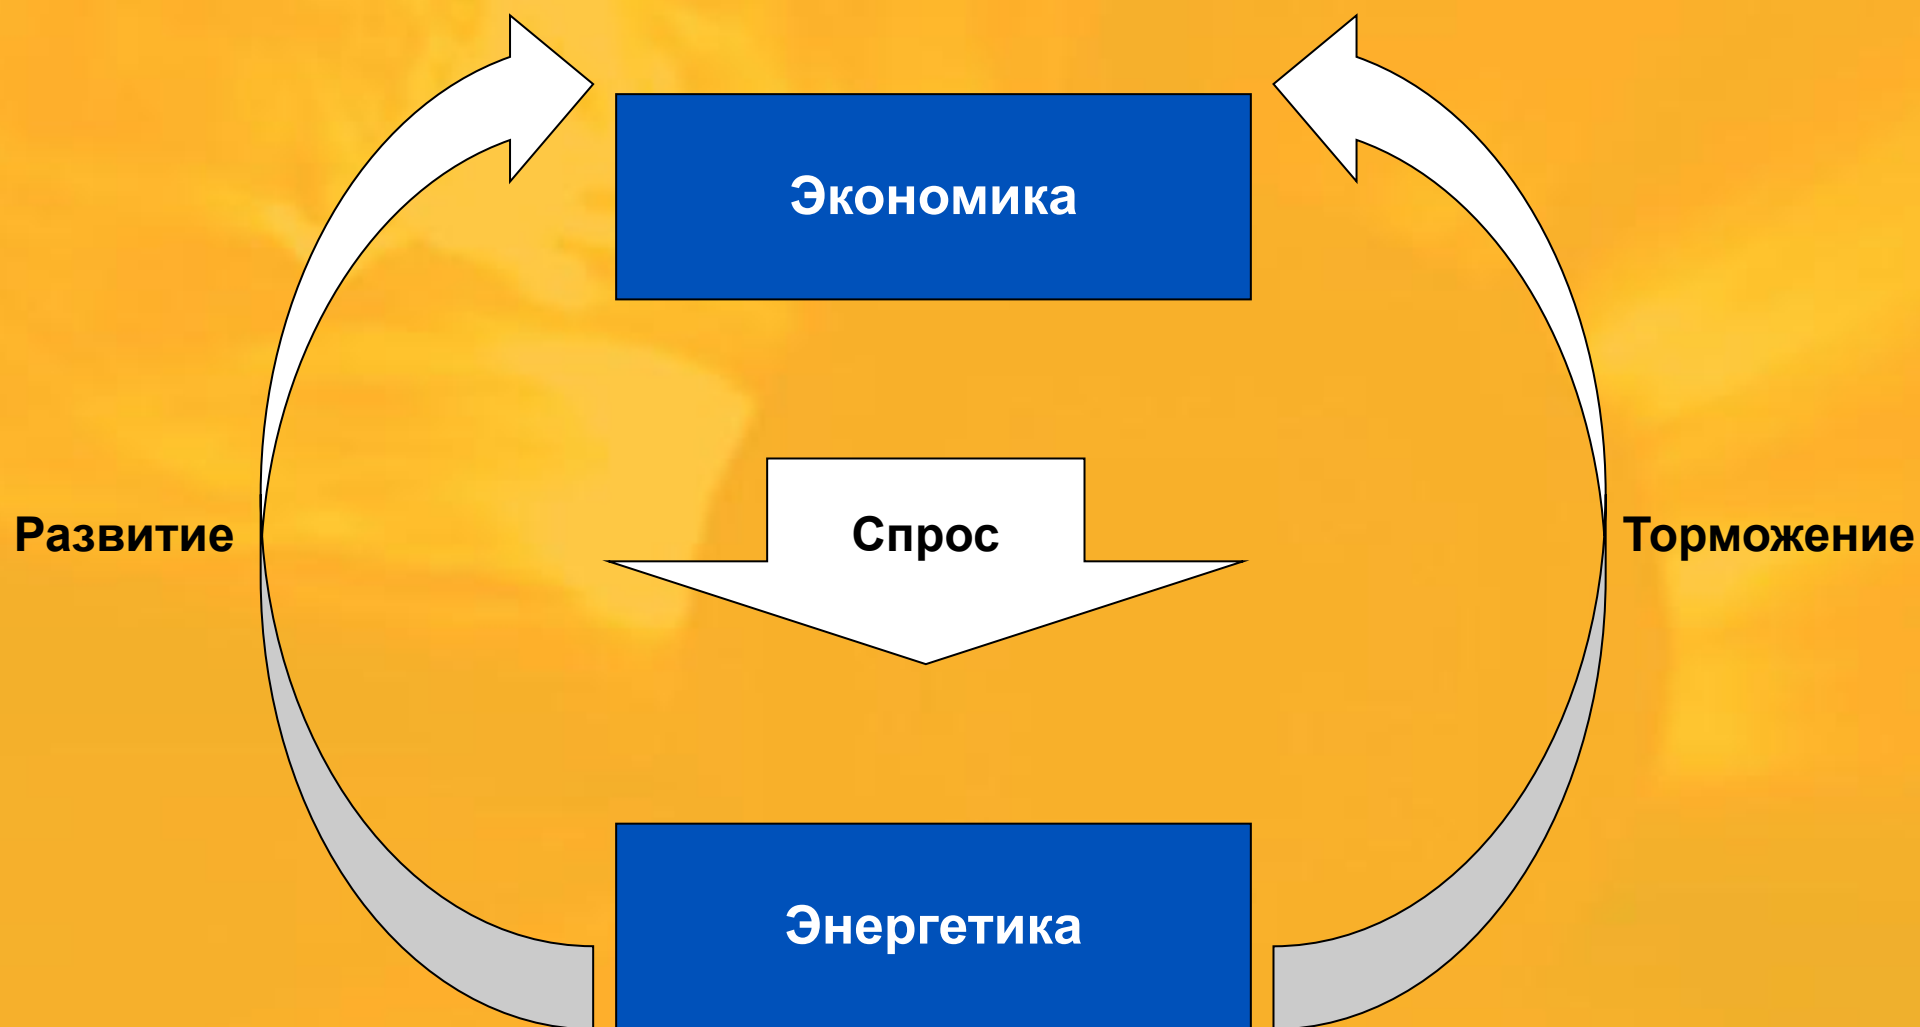 Экономика
Развитие
Спрос
Торможение
Энергетика